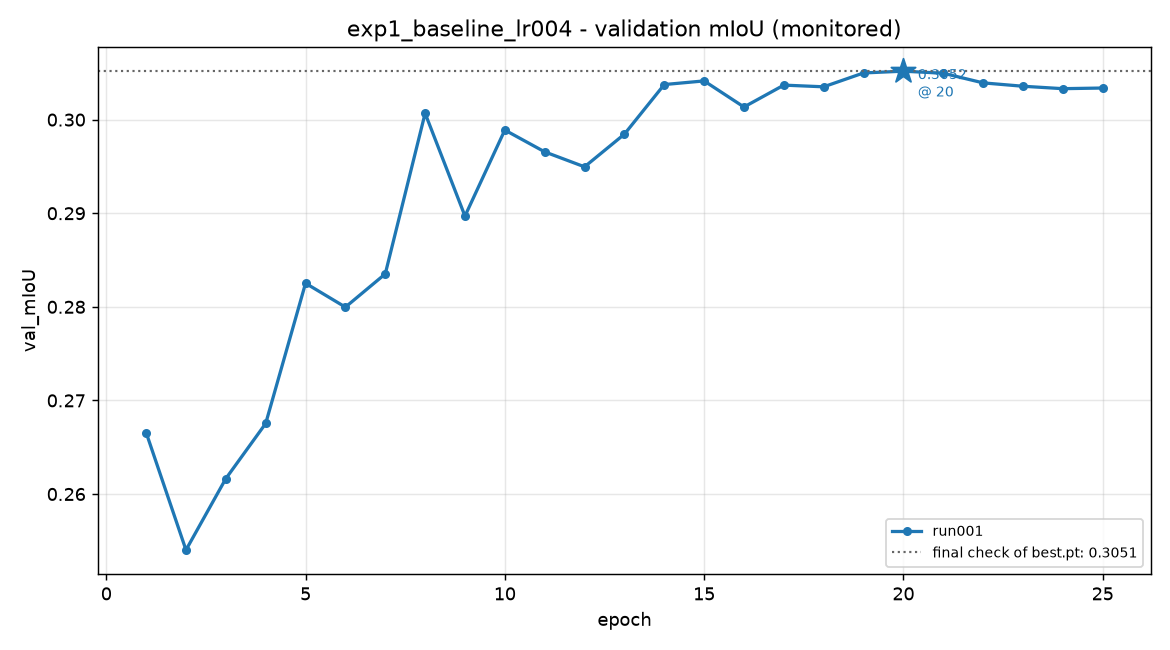 exp1_baseline_lr004 - validation mIoU (monitored)
0.30
0.29
0.28
0.27
0.26
val_mIoU
@ 20
run001
final check of best.pt: 0.3051
0
5
10
15
20
25
epoch